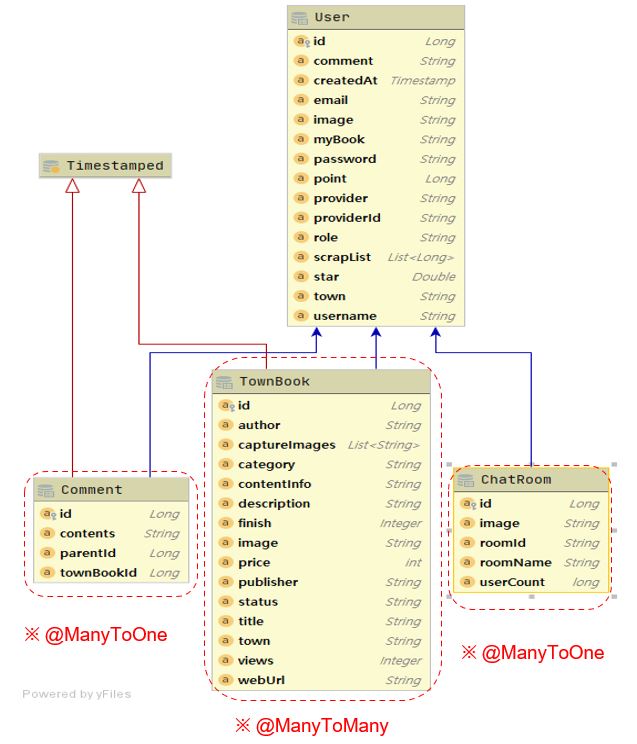 User
id Long
comment String
createdAt Timestamp
email String
image String
myBook String
password String
point Long
provider String
providerId String
role String
scrapList List<Long>
star Double
town String
username String
Timestamped
TownBook
id Long
author String
captureImages List<String>
category String
contentInfo String
description String
finish Integer
image String
price int
publisher String
status String
title String
town String
views Integer
webUrl String
Comment
id Long
contents String
parentId Long
townBookId Long
ChatRoom
id Long
image String
roomId String
roomName String
userCount long
※ @ManyToOne
※ @ManyToOne
Powered by yFiles
※ @ManyToMany